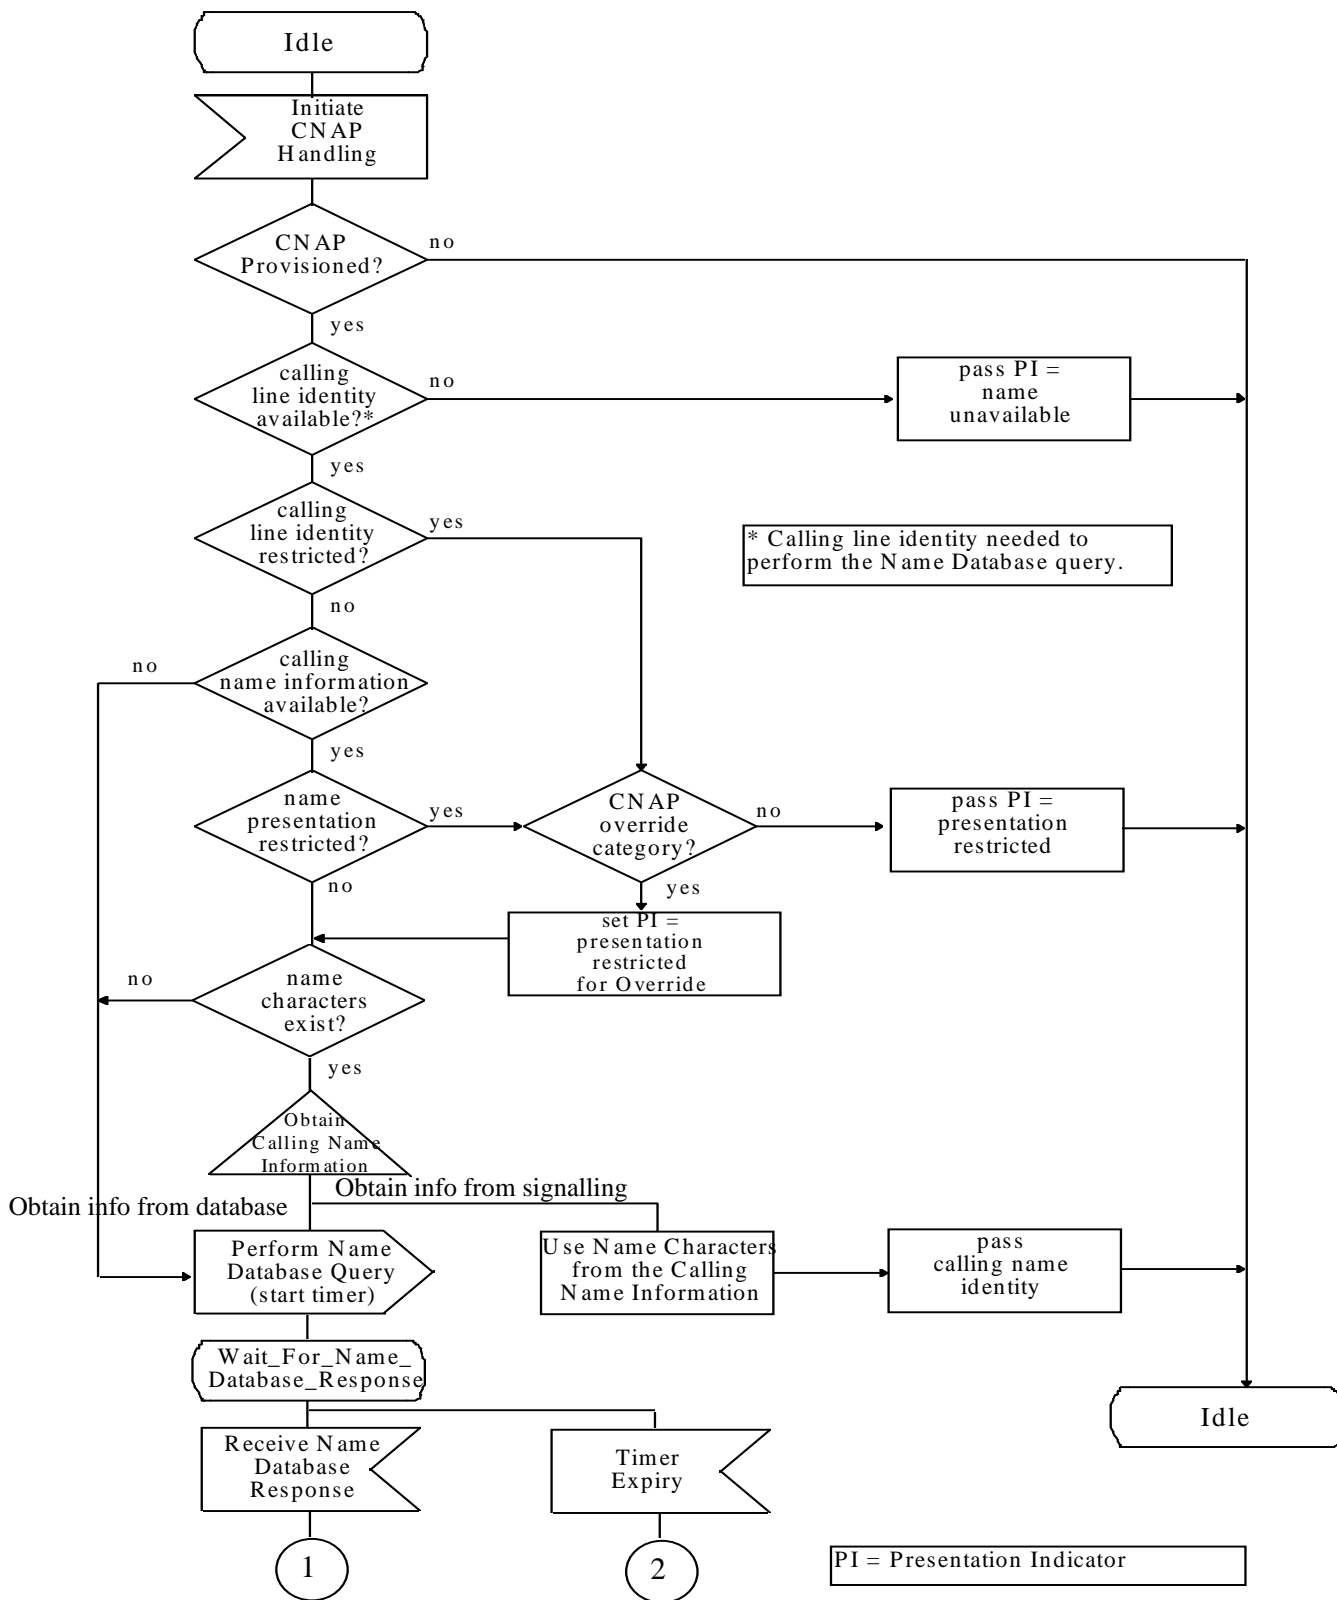 Idle
Initiate
CNAP
Handling
CNAP
Provisioned?
no
yes
calling
line identity
available?*
no
pass PI =
name
unavailable
yes
calling
line identity
restricted?
yes
* Calling line identity needed to
perform the Name Database query.
no
calling
name information
available?
no
yes
name
presentation
restricted?
yes
CNAP
override
category?
no
pass PI =
presentation
restricted
no
yes
set PI =
presentation
restricted
for Override
name
characters
exist?
no
yes
Obtain
Calling Name
Information
Obtain info from signalling
Obtain info from database
Perform Name
Database Query
(start timer)
Use Name Characters
from the Calling
Name Information
pass
calling name
identity
Wait_For_Name_
Database_Response
Idle
Receive Name
Database
Response
Timer
Expiry
1
2
PI = Presentation Indicator